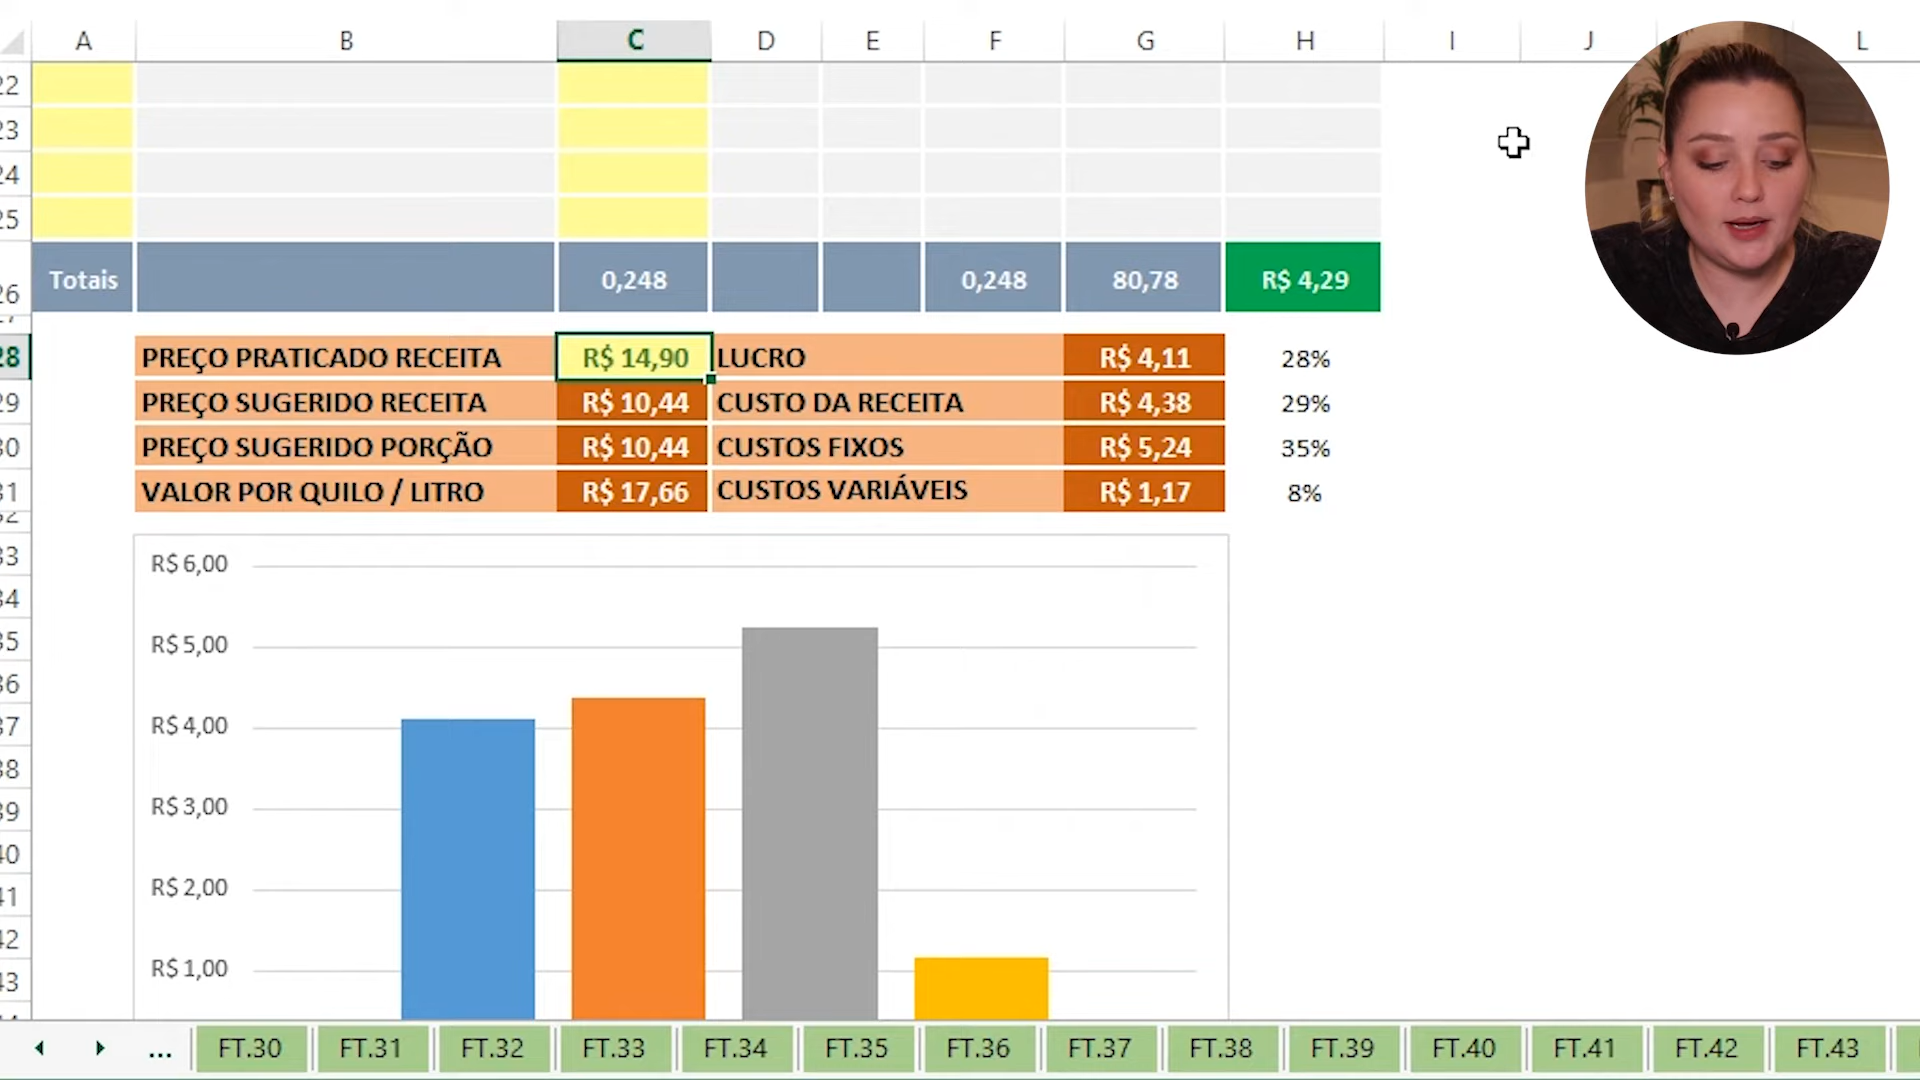 A B C D E F G H I J L
22
23
24
25
26 Totais 0,248 0,248 80,78 R$ 4,29
28 PREÇO PRATICADO RECEITA R$ 14,90 LUCRO R$ 4,11 28%
29 PREÇO SUGERIDO RECEITA R$ 10,44 CUSTO DA RECEITA R$ 4,38 29%
30 PREÇO SUGERIDO PORÇÃO R$ 10,44 CUSTOS FIXOS R$ 5,24 35%
31 VALOR POR QUILO / LITRO R$ 17,66 CUSTOS VARIÁVEIS R$ 1,17 8%
33 R$ 6,00
34
35 R$ 5,00
36
37 R$ 4,00
38
39 R$ 3,00
40
41 R$ 2,00
42
43 R$ 1,00
... FT.30 FT.31 FT.32 FT.33 FT.34 FT.35 FT.36 FT.37 FT.38 FT.39 FT.40 FT.41 FT.42 FT.43